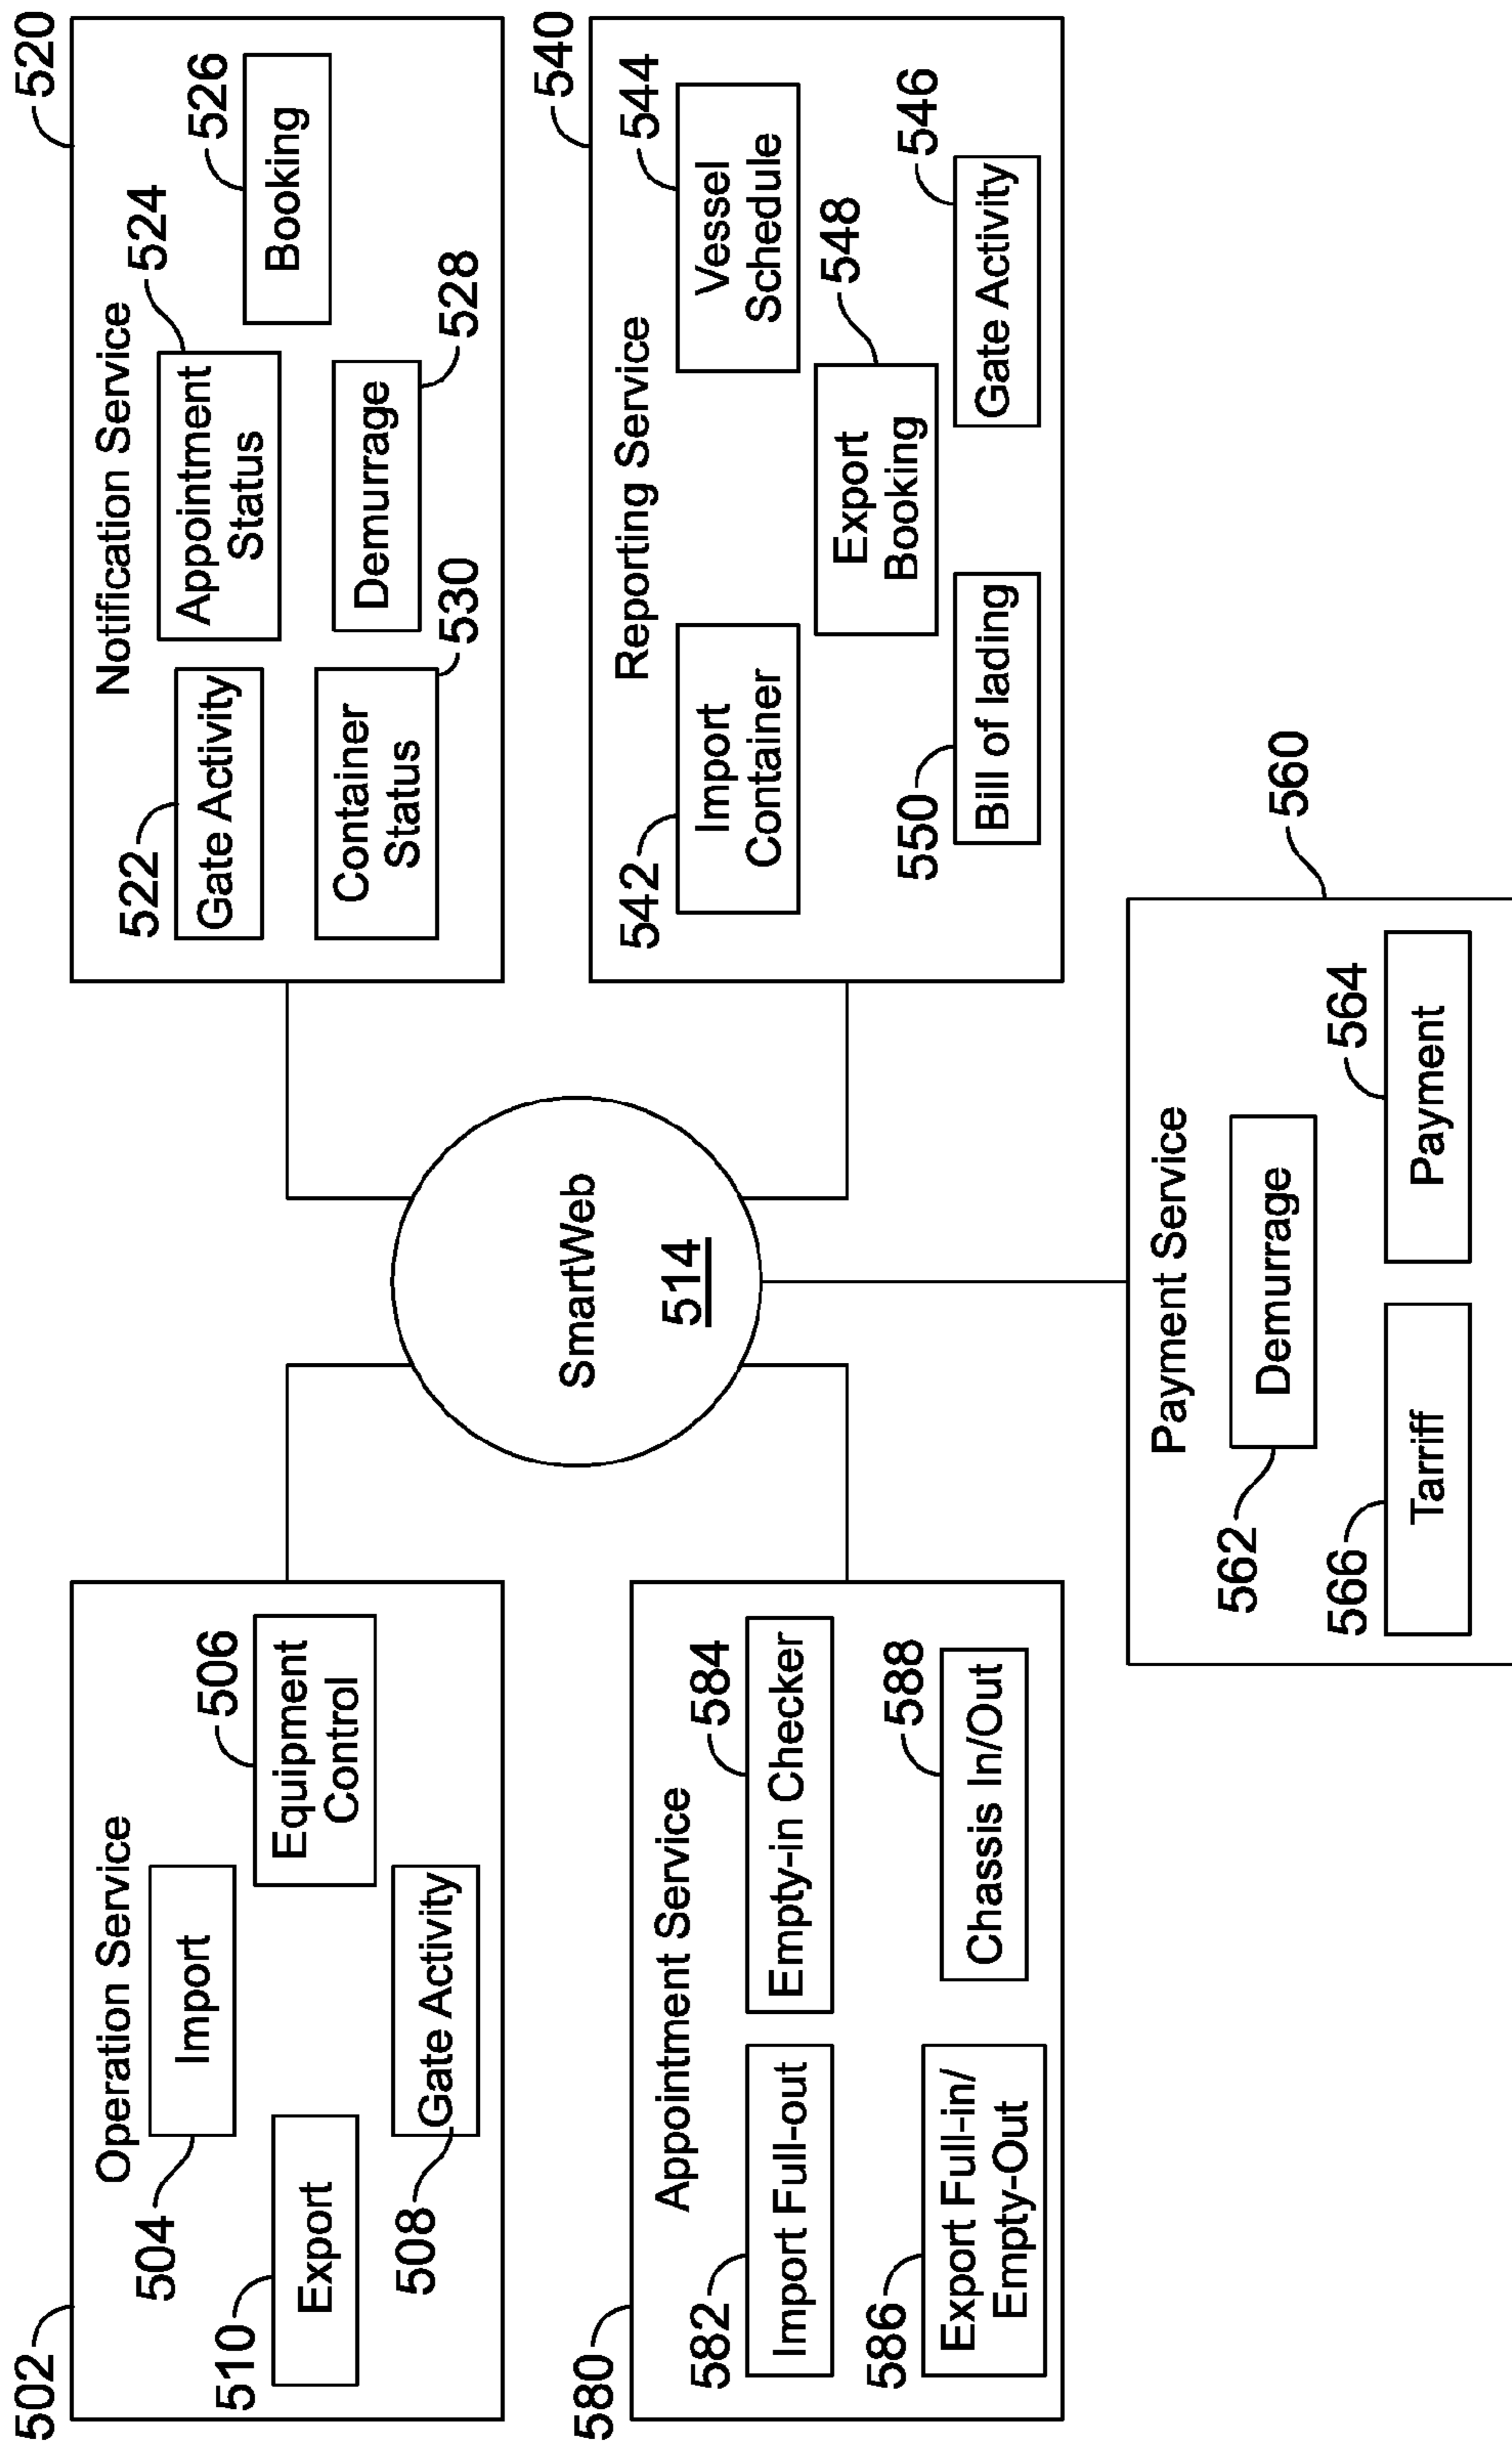 502
Operation Service
504
Import
506
Equipment
Control
510
Export
508
Gate Activity
520
Notification Service
522
Gate Activity
524
Appointment
Status
526
Booking
Container
Status
530
Demurrage
528
SmartWeb
514
580
Appointment Service
582
Import Full-out
584
Empty-in Checker
586
Export Full-in/
Empty-Out
588
Chassis In/Out
540
Reporting Service
542
Import
Container
544
Vessel
Schedule
Export
Booking
548
550
Bill of lading
Gate Activity
546
560
Payment Service
562
Demurrage
566
Tarriff
564
Payment